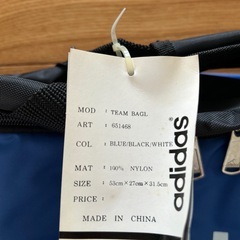 MOD : TEAM BAGL
ART : 651468
COL : BLUE/BLACK/WHITE
MAT : 100% NYLON
SIZE : 53cm×27cm×31.5cm
PRICE :
MADE IN CHINA
adidas